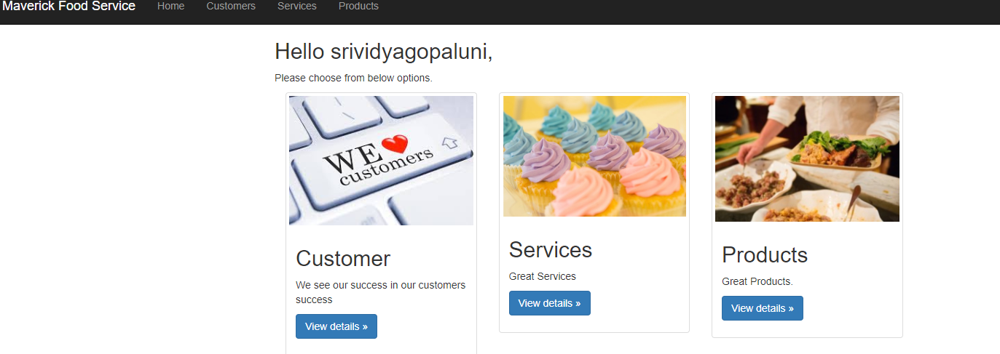 Maverick Food Service Home Customers Services Products
Hello srividyagopaluni,
Please choose from below options.
WE
customers
Customer
We see our success in our customers
success
View details »
Services
Great Services
View details »
Products
Great Products.
View details »